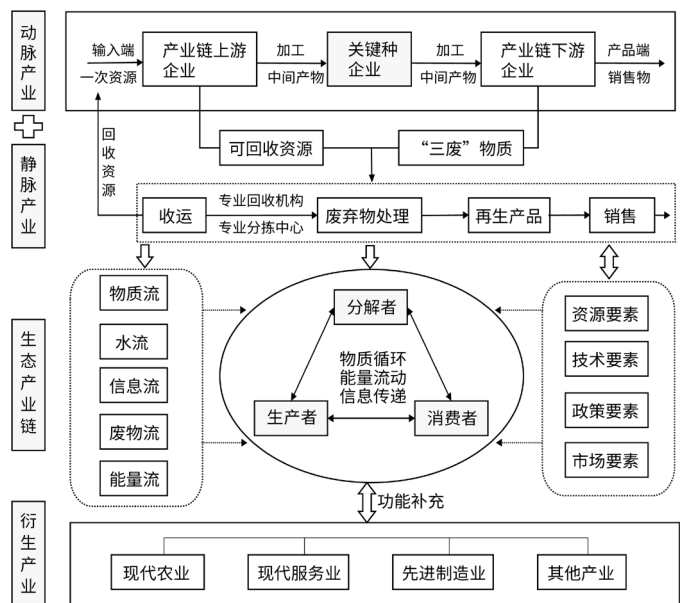 动脉产业
输入端
一次资源
产业链上游
企业
加工
中间产物
关键种
企业
加工
中间产物
产业链下游
企业
产品端
销售物
回收资源
可回收资源
“三废”物质
静脉产业
收运
专业回收机构
专业分拣中心
废弃物处理
再生产品
销售
生态产业链
物质流
水流
信息流
废物流
能量流
分解者
物质循环
能量流动
信息传递
生产者
消费者
资源要素
技术要素
政策要素
市场要素
功能补充
衍生产业
现代农业
现代服务业
先进制造业
其他产业